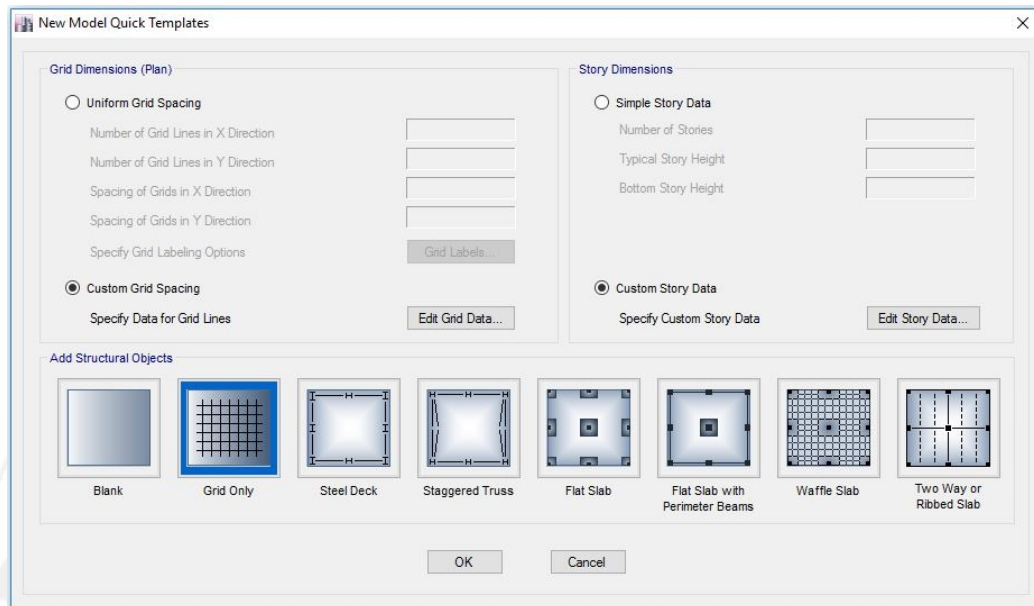 New Model Quick Templates
Grid Dimensions (Plan)
Uniform Grid Spacing
Number of Grid Lines in X Direction
Number of Grid Lines in Y Direction
Spacing of Grids in X Direction
Spacing of Grids in Y Direction
Specify Grid Labeling Options
Grid Labels...
Custom Grid Spacing
Specify Data for Grid Lines
Edit Grid Data...
Story Dimensions
Simple Story Data
Number of Stories
Typical Story Height
Bottom Story Height
Custom Story Data
Specify Custom Story Data
Edit Story Data...
Add Structural Objects
Blank
Grid Only
Steel Deck
Staggered Truss
Flat Slab
Flat Slab with
Perimeter Beams
Waffle Slab
Two Way or
Ribbed Slab
OK
Cancel